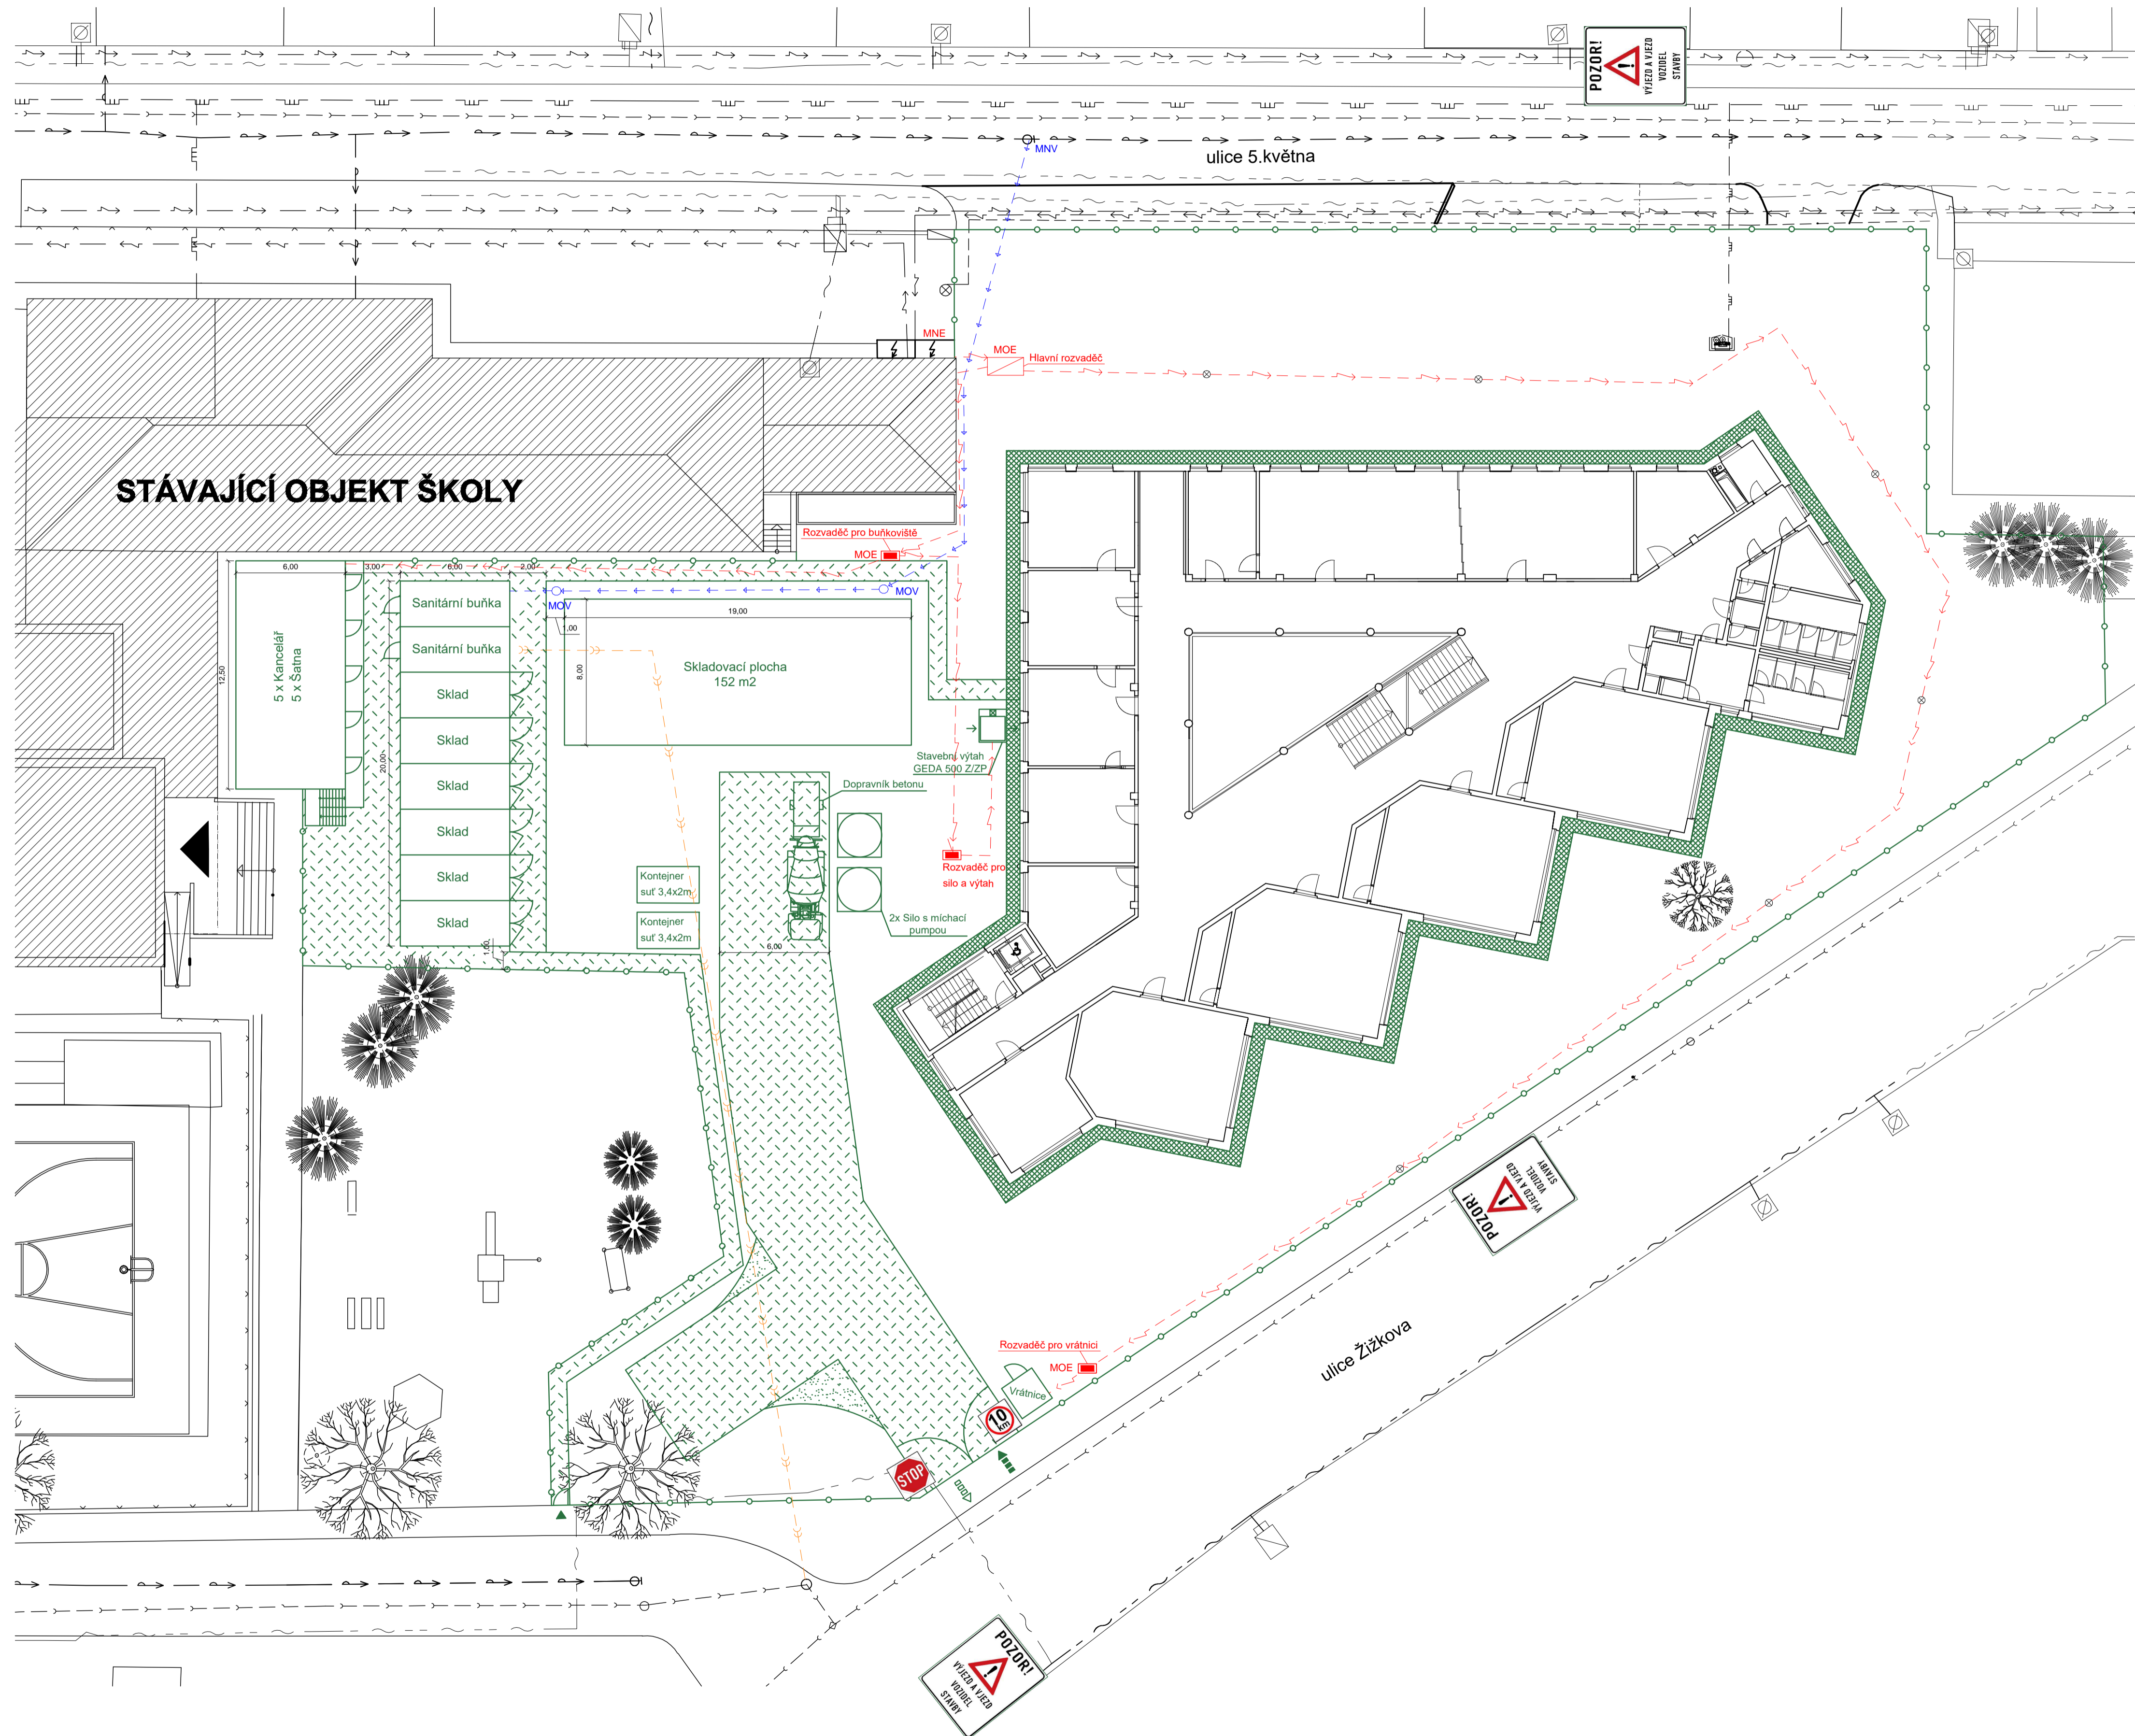 POZOR!
VÝJEZD A VJEZD
VOZIDEL
STAVBY
MNV
ulice 5.května
MNE
MOE
Hlavní rozvaděč
STÁVAJÍCÍ OBJEKT ŠKOLY
Rozvaděč pro buňkoviště
MOE
6,00
3,00
6,00
2,00
MOV
MOV
1,00
19,00
8,00
12,50
20,00
5 x Kancelář
5 x Šatna
Sanitární buňka
Sanitární buňka
Sklad
Sklad
Sklad
Sklad
Sklad
Sklad
1,00
Skladovací plocha
152 m2
Stavební výtah
GEDA 500 Z/ZP
Dopravník betonu
Rozvaděč pro
silo a výtah
Kontejner
suť 3,4x2m
Kontejner
suť 3,4x2m
2x Silo s míchací
pumpou
6,00
POZOR!
VÝJEZD A VJEZD
VOZIDEL
STAVBY
ulice Žižkova
Rozvaděč pro vrátnici
MOE
Vrátnice
10
km
STOP
POZOR!
VÝJEZD A VJEZD
VOZIDEL
STAVBY